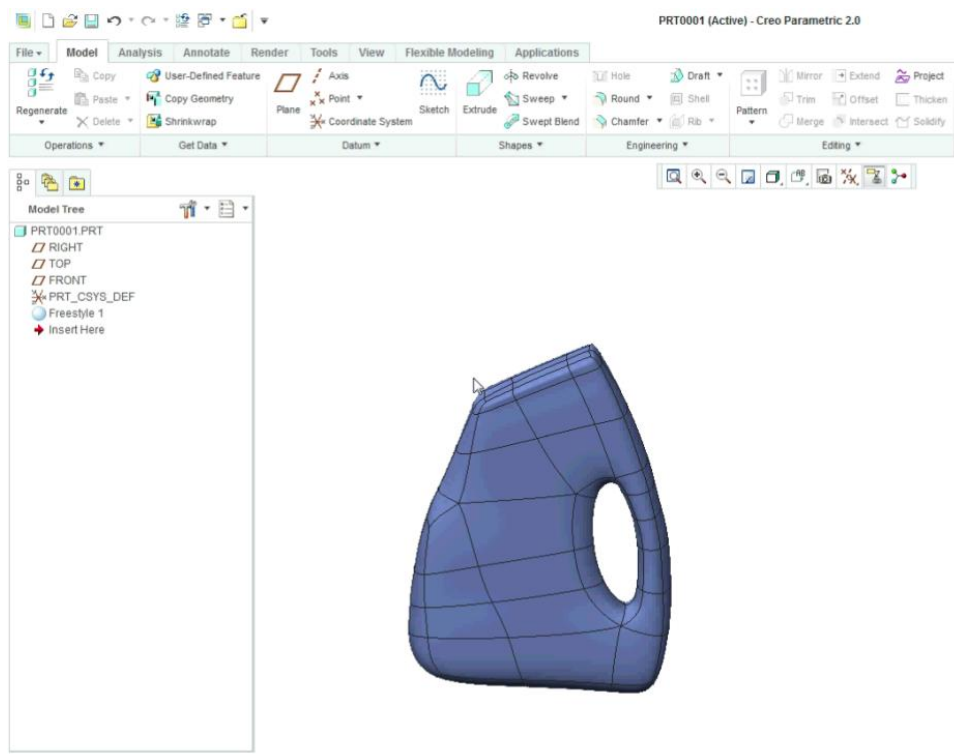 PRT0001 (Active) - Creo Parametric 2.0
File Model Analysis Annotate Render Tools View Flexible Modeling Applications
Regenerate
Copy
Paste
Delete
Operations
User-Defined Feature
Copy Geometry
Shrinkwrap
Get Data
Plane
Axis
Point
Coordinate System
Sketch
Datum
Extrude
Revolve
Sweep
Swept Blend
Shapes
Hole
Round
Chamfer
Draft
Shell
Rib
Engineering
Pattern
Mirror
Trim
Merge
Extend
Offset
Intersect
Project
Thicken
Solidify
Editing
Model Tree
PRT0001.PRT
RIGHT
TOP
FRONT
PRT_CSYS_DEF
Freestyle 1
Insert Here